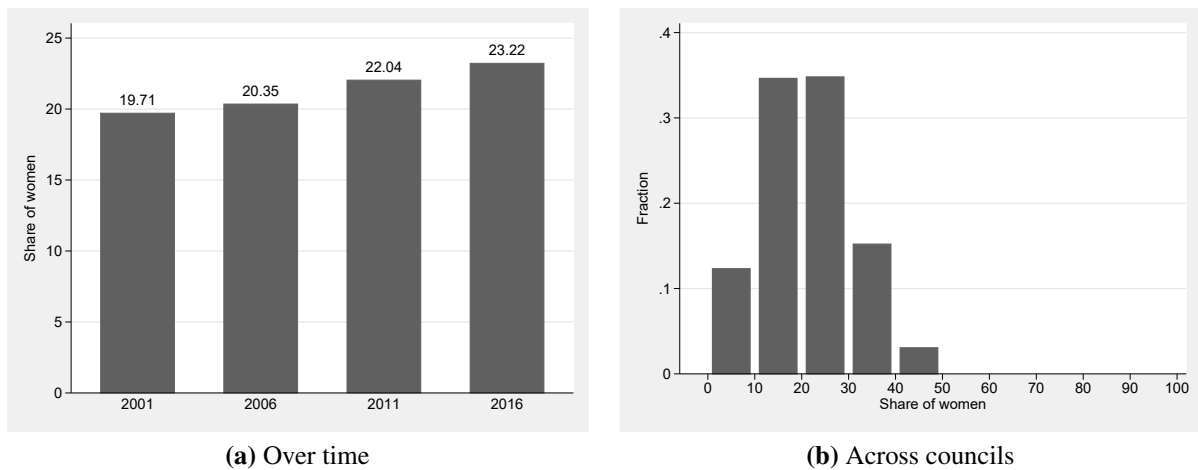 25
20
15
10
5
0
Share of women
19.71
20.35
22.04
23.22
2001 2006 2011 2016
(a) Over time
.4
.3
.2
.1
0
Fraction
0 10 20 30 40 50 60 70 80 90 100
Share of women
(b) Across councils